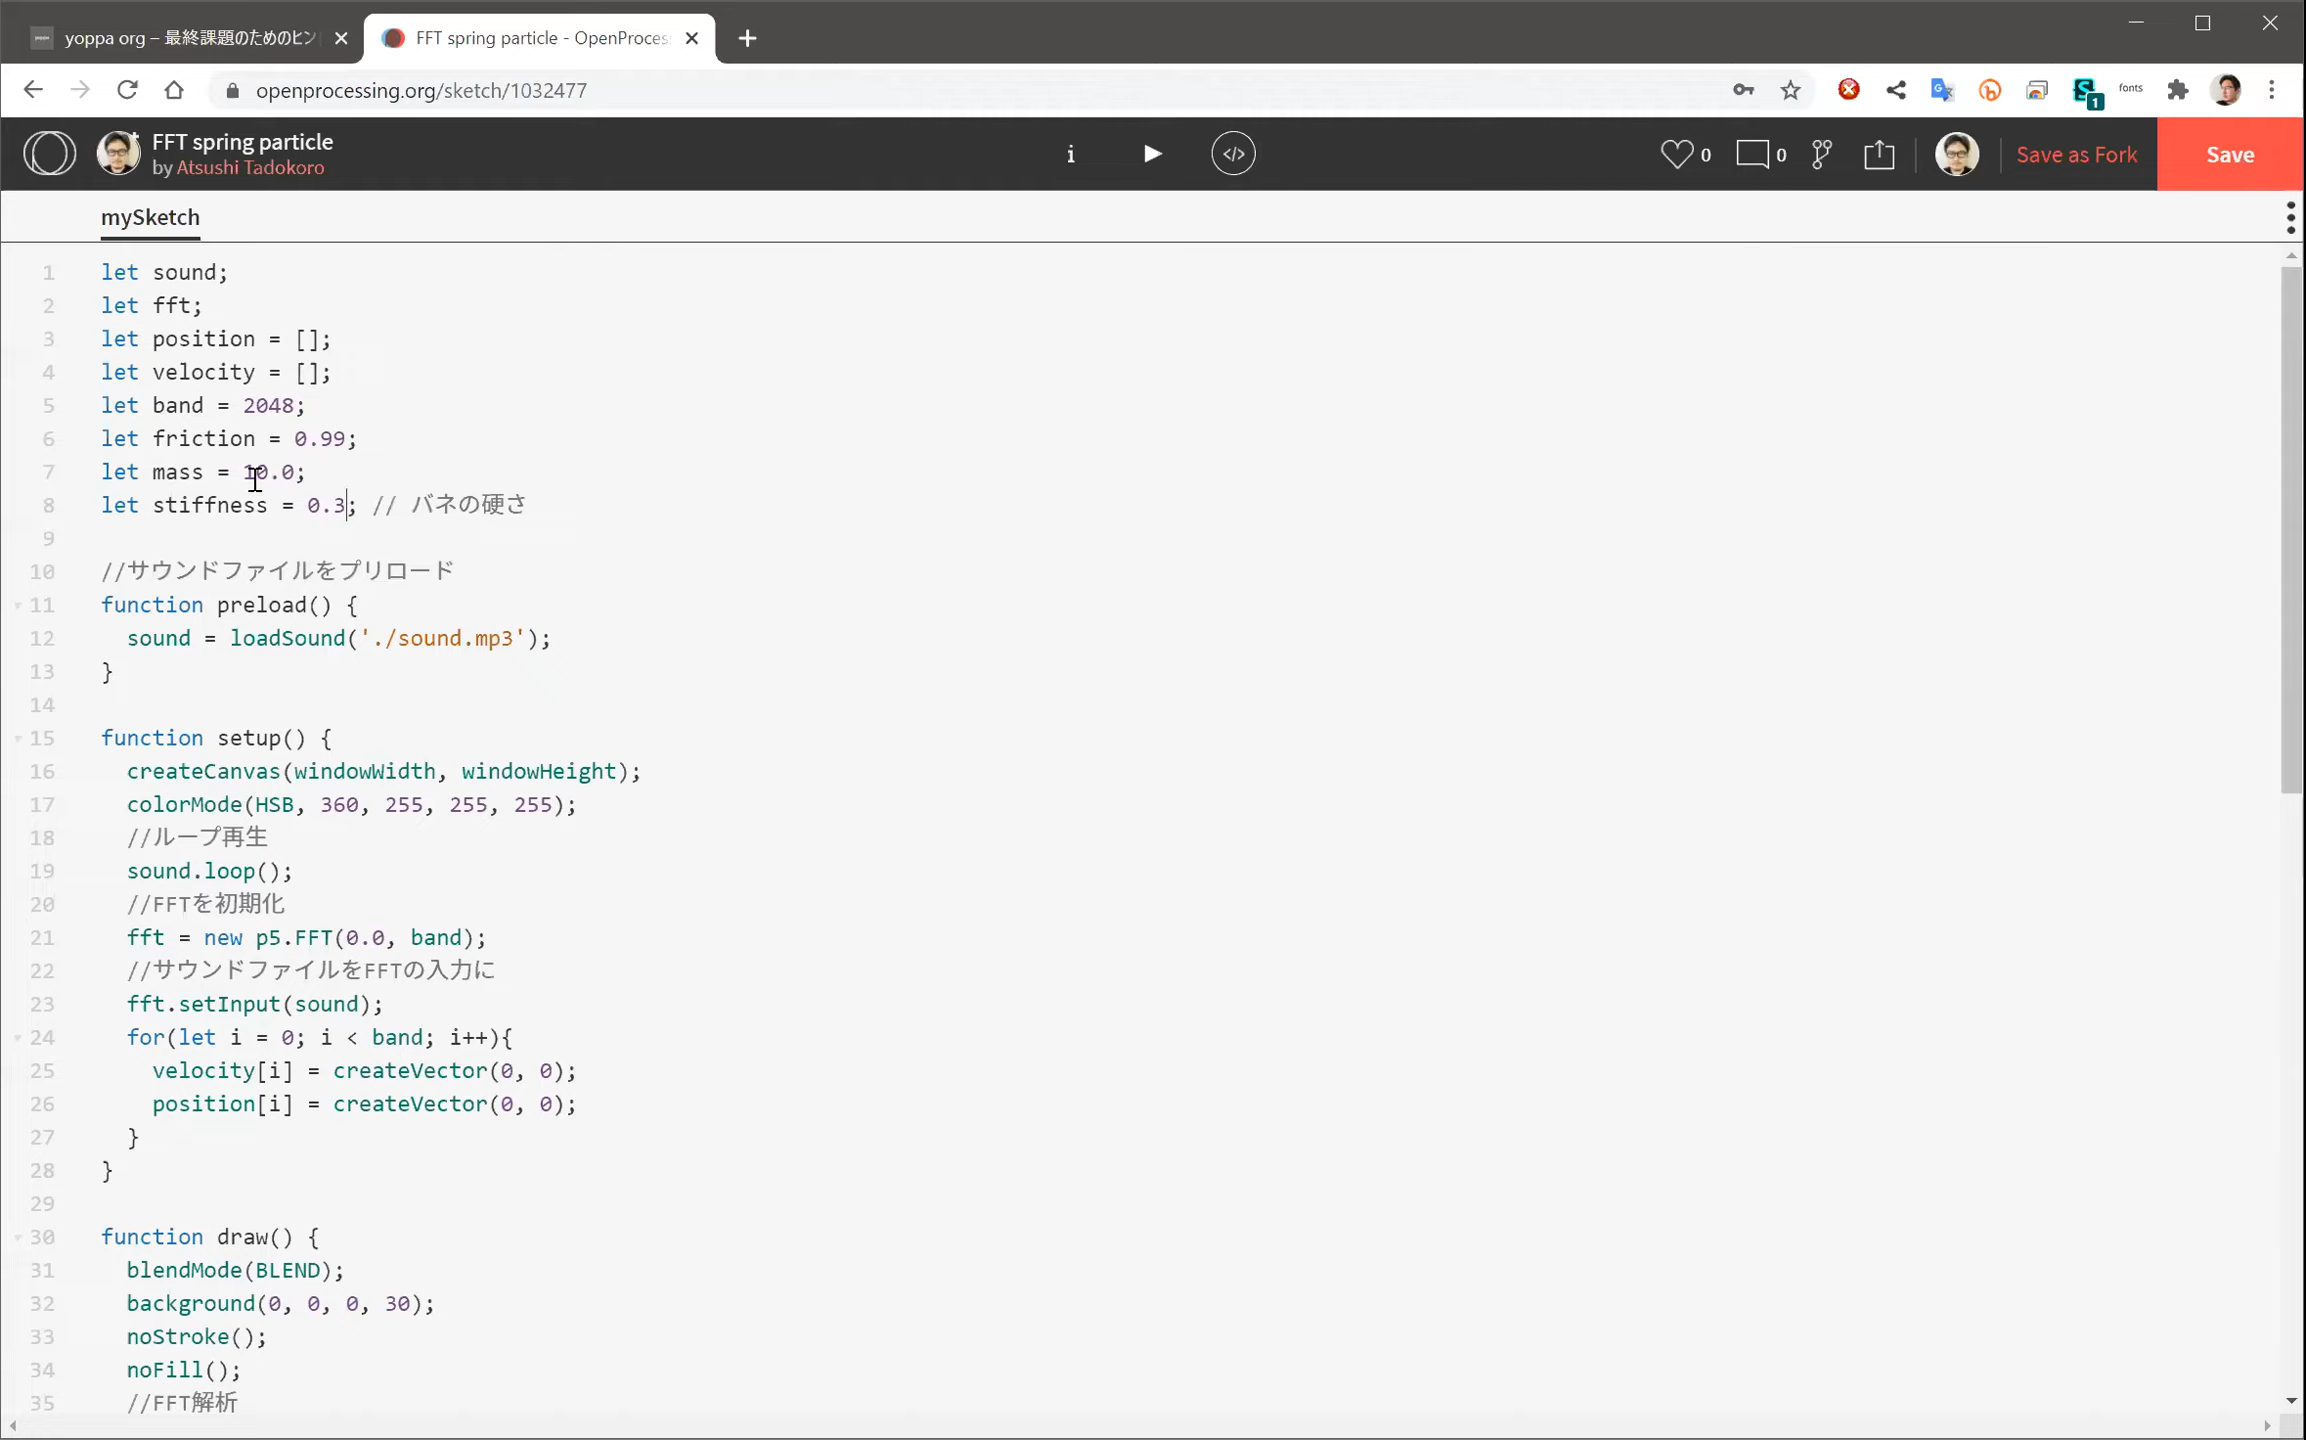 yoppa org – 最終課題のためのヒン
FFT spring particle - OpenProces
openprocessing.org/sketch/1032477
fonts
1
FFT spring particle
by Atsushi Tadokoro
i
</>
0
0
Save as Fork
Save
mySketch
1 let sound;
2 let fft;
3 let position = [];
4 let velocity = [];
5 let band = 2048;
6 let friction = 0.99;
7 let mass = 10.0;
8 let stiffness = 0.3; // バネの硬さ
9
10 //サウンドファイルをプリロード
11 function preload() {
12 sound = loadSound('./sound.mp3');
13 }
14
15 function setup() {
16 createCanvas(windowWidth, windowHeight);
17 colorMode(HSB, 360, 255, 255, 255);
18 //ループ再生
19 sound.loop();
20 //FFTを初期化
21 fft = new p5.FFT(0.0, band);
22 //サウンドファイルをFFTの入力に
23 fft.setInput(sound);
24 for(let i = 0; i < band; i++){
25 velocity[i] = createVector(0, 0);
26 position[i] = createVector(0, 0);
27 }
28 }
29
30 function draw() {
31 blendMode(BLEND);
32 background(0, 0, 0, 30);
33 noStroke();
34 noFill();
35 //FFT解析